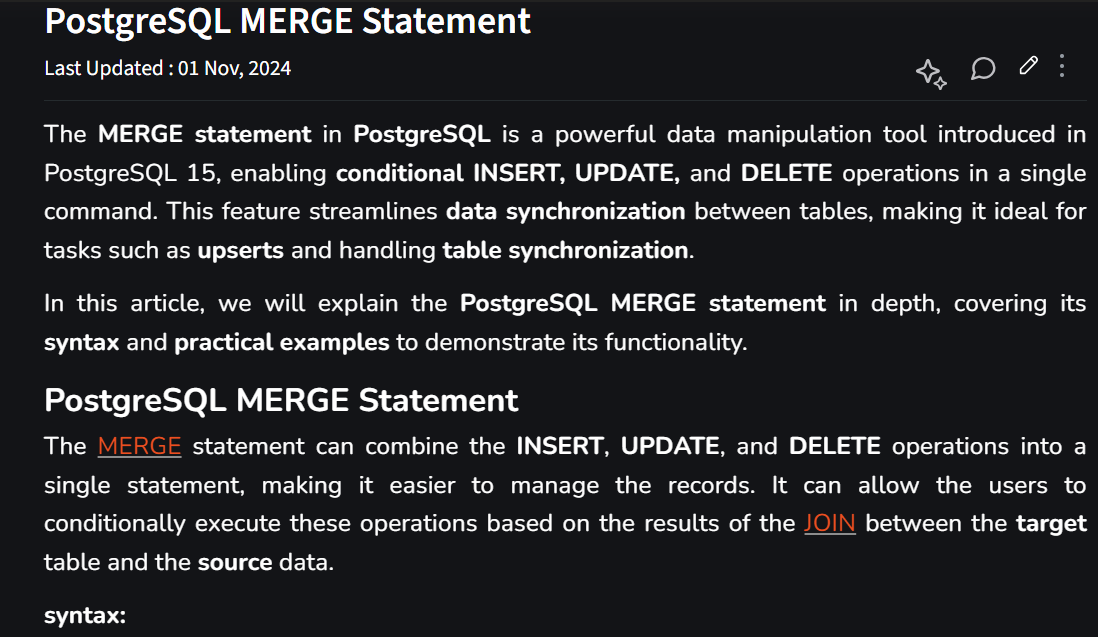 PostgreSQL MERGE Statement
Last Updated : 01 Nov, 2024
The MERGE statement in PostgreSQL is a powerful data manipulation tool introduced in
PostgreSQL 15, enabling conditional INSERT, UPDATE, and DELETE operations in a single
command. This feature streamlines data synchronization between tables, making it ideal for
tasks such as upserts and handling table synchronization.
In this article, we will explain the PostgreSQL MERGE statement in depth, covering its
syntax and practical examples to demonstrate its functionality.
PostgreSQL MERGE Statement
The MERGE statement can combine the INSERT, UPDATE, and DELETE operations into a
single statement, making it easier to manage the records. It can allow the users to
conditionally execute these operations based on the results of the JOIN between the target
table and the source data.
syntax: